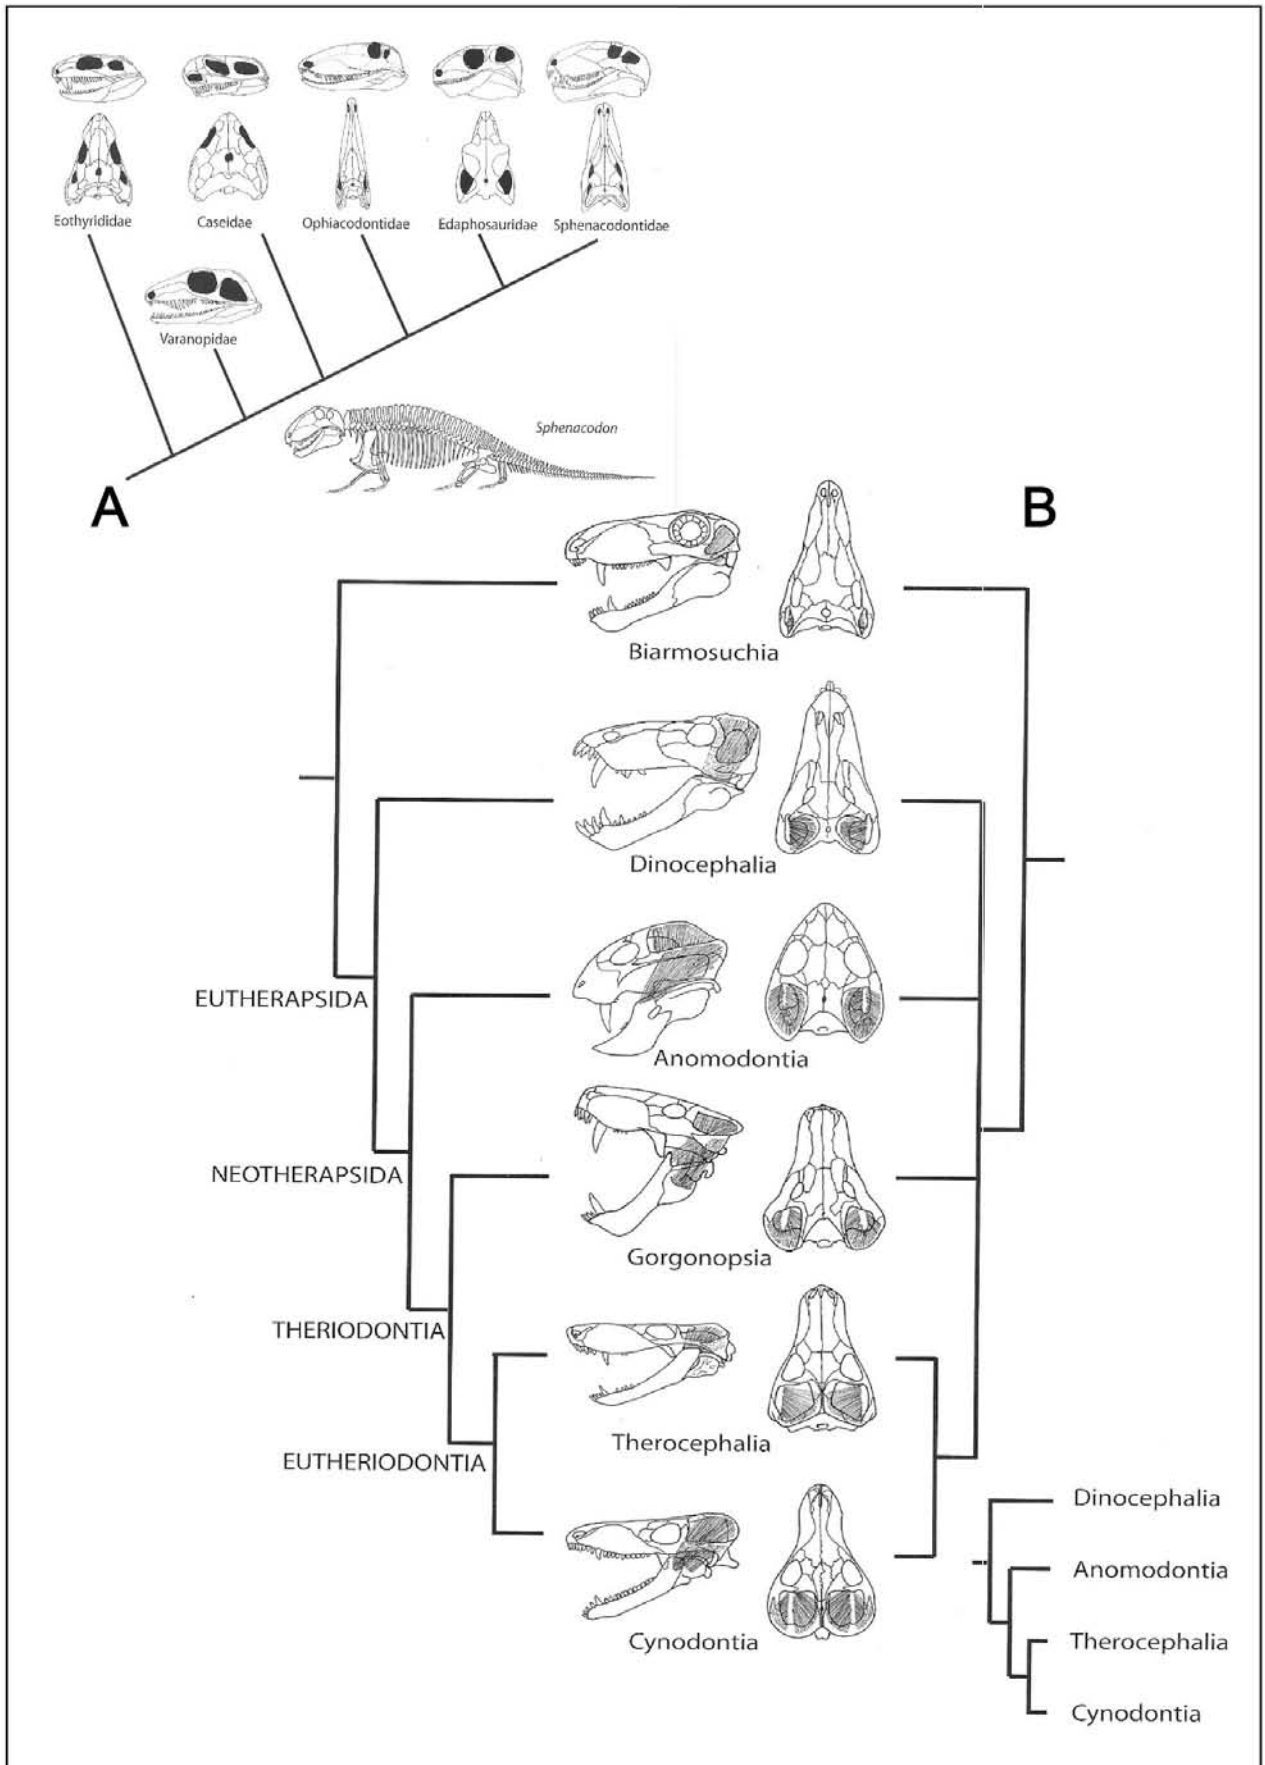 Eothyrididae
Caseidae
Ophiacodontidae
Edaphosauridae
Sphenacodontidae
Varanopidae
Sphenacodon
A
B
Biarmosuchia
Dinocephalia
EUTHERAPSIDA
Anomodontia
NEOTHERAPSIDA
Gorgonopsia
THERIODONTIA
Therocephalia
EUTHERIODONTIA
Cynodontia
Dinocephalia
Anomodontia
Therocephalia
Cynodontia